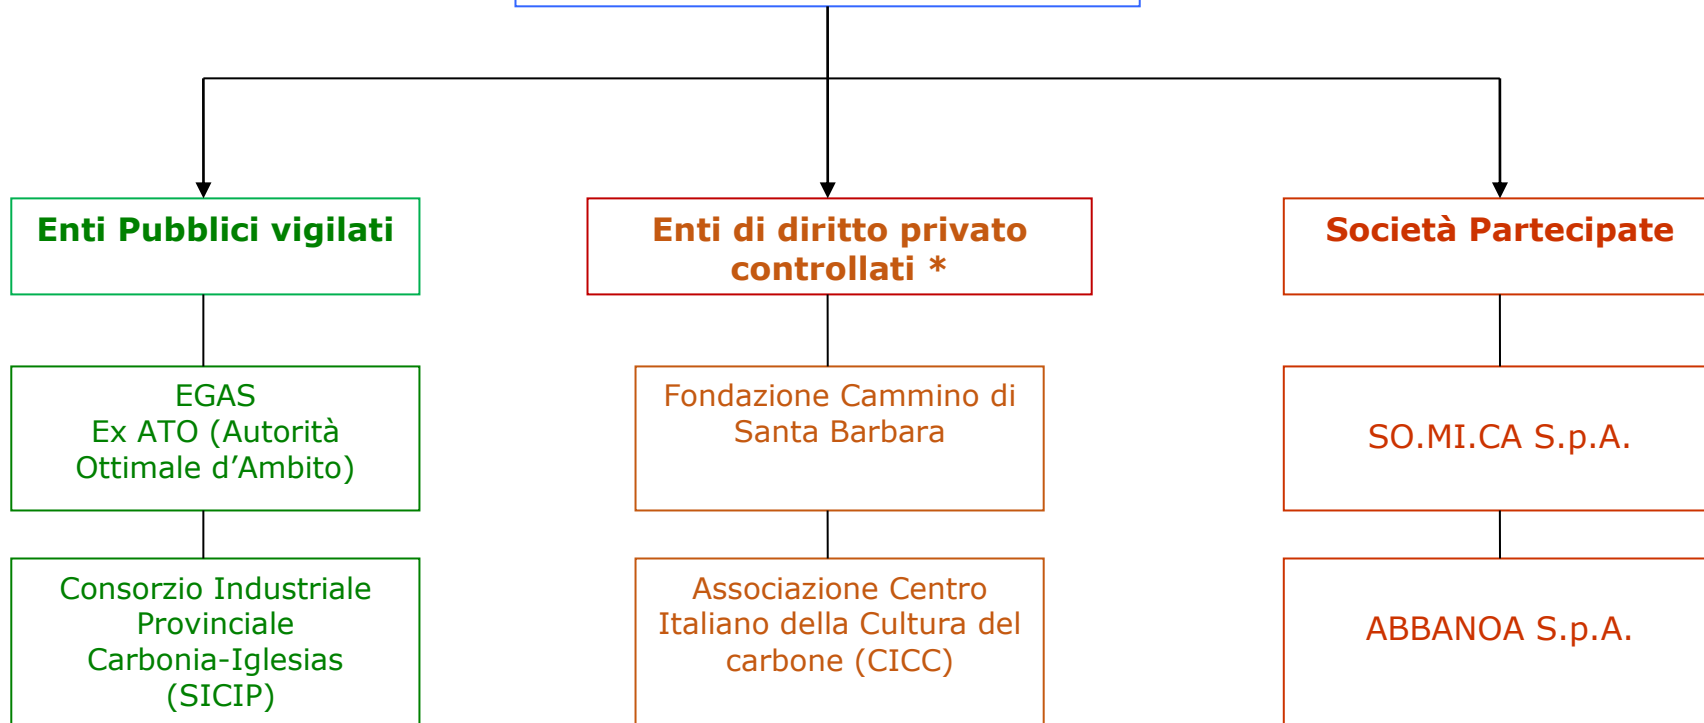 Enti Pubblici vigilati
Enti di diritto privato
controllati *
Società Partecipate
EGAS
Ex ATO (Autorità
Ottimale d’Ambito)
Fondazione Cammino di
Santa Barbara
SO.MI.CA S.p.A.
Consorzio Industriale
Provinciale
Carbonia-Iglesias
(SICIP)
Associazione Centro
Italiano della Cultura del
carbone (CICC)
ABBANOA S.p.A.